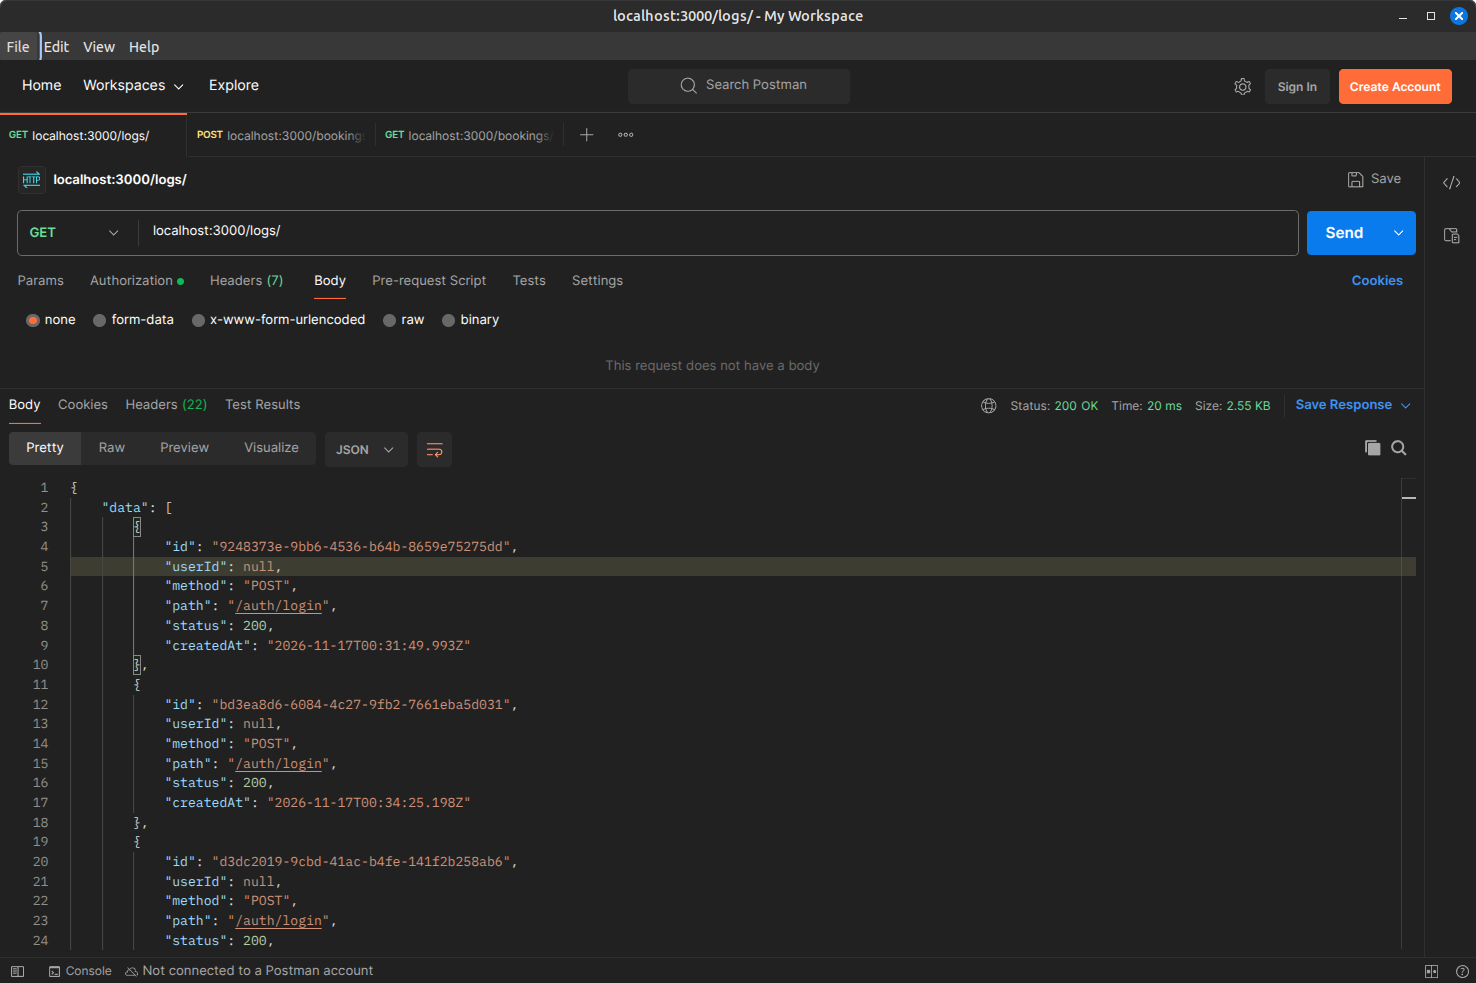 localhost:3000/logs/ - My Workspace
File Edit View Help
Home Workspaces Explore Search Postman Sign In Create Account
GET localhost:3000/logs/ POST localhost:3000/booking GET localhost:3000/bookings
HTTP localhost:3000/logs/ Save
GET localhost:3000/logs/ Send
Params Authorization Headers (7) Body Pre-request Script Tests Settings Cookies
none form-data x-www-form-urlencoded raw binary
This request does not have a body
Body Cookies Headers (22) Test Results Status: 200 OK Time: 20 ms Size: 2.55 KB Save Response
Pretty Raw Preview Visualize JSON
1 {
2 "data": [
3 {
4 "id": "9248373e-9bb6-4536-b64b-8659e75275dd",
5 "userId": null,
6 "method": "POST",
7 "path": "/auth/login",
8 "status": 200,
9 "createdAt": "2026-11-17T00:31:49.993Z"
10 },
11 {
12 "id": "bd3ea8d6-6084-4c27-9fb2-7661eba5d031",
13 "userId": null,
14 "method": "POST",
15 "path": "/auth/login",
16 "status": 200,
17 "createdAt": "2026-11-17T00:34:25.198Z"
18 },
19 {
20 "id": "d3dc2019-9cbd-41ac-b4fe-141f2b258ab6",
21 "userId": null,
22 "method": "POST",
23 "path": "/auth/login",
24 "status": 200,
Console Not connected to a Postman account